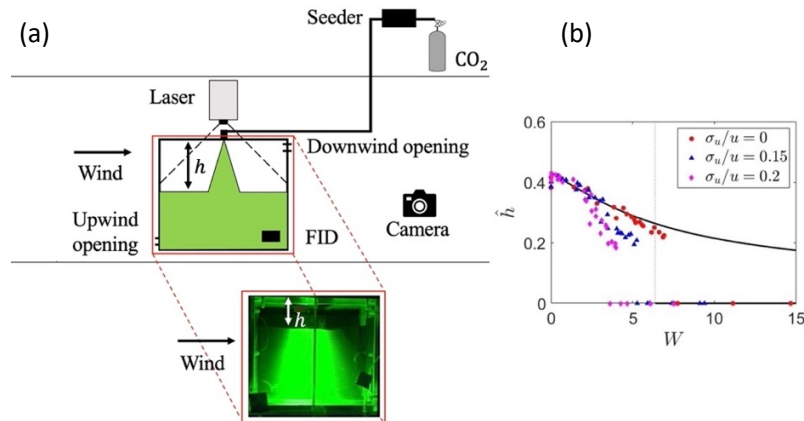 (a)
Seeder
CO₂
Laser
Wind
h
Downwind opening
Upwind
opening
FID
Camera
Wind
h
(b)
0.6
0.4
ĥ
0.2
0
σᵤ/u = 0
σᵤ/u = 0.15
σᵤ/u = 0.2
0 5 10 15
W